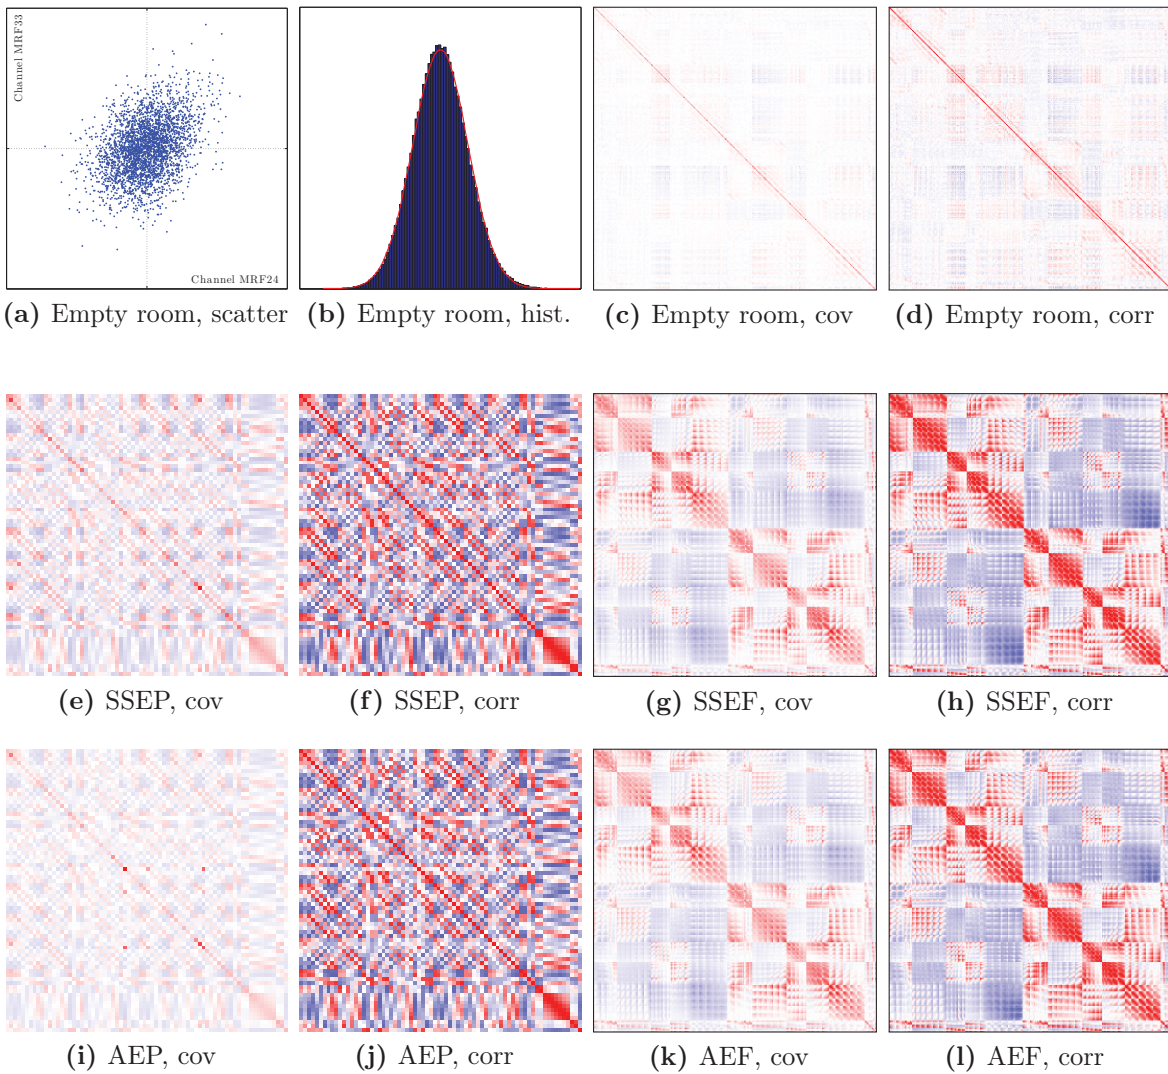 Channel MRF33
Channel MRF24
(a) Empty room, scatter
(b) Empty room, hist.
(c) Empty room, cov
(d) Empty room, corr
(e) SSEP, cov
(f) SSEP, corr
(g) SSEF, cov
(h) SSEF, corr
(i) AEP, cov
(j) AEP, corr
(k) AEF, cov
(l) AEF, corr